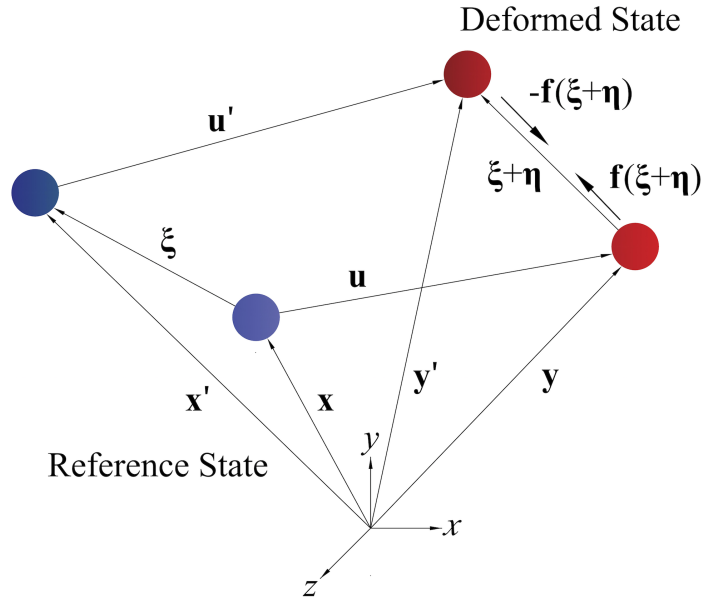 Deformed State
-f(ξ+η)
u'
ξ+η
f(ξ+η)
ξ
u
x'
x
y'
y
Reference State
y
x
z